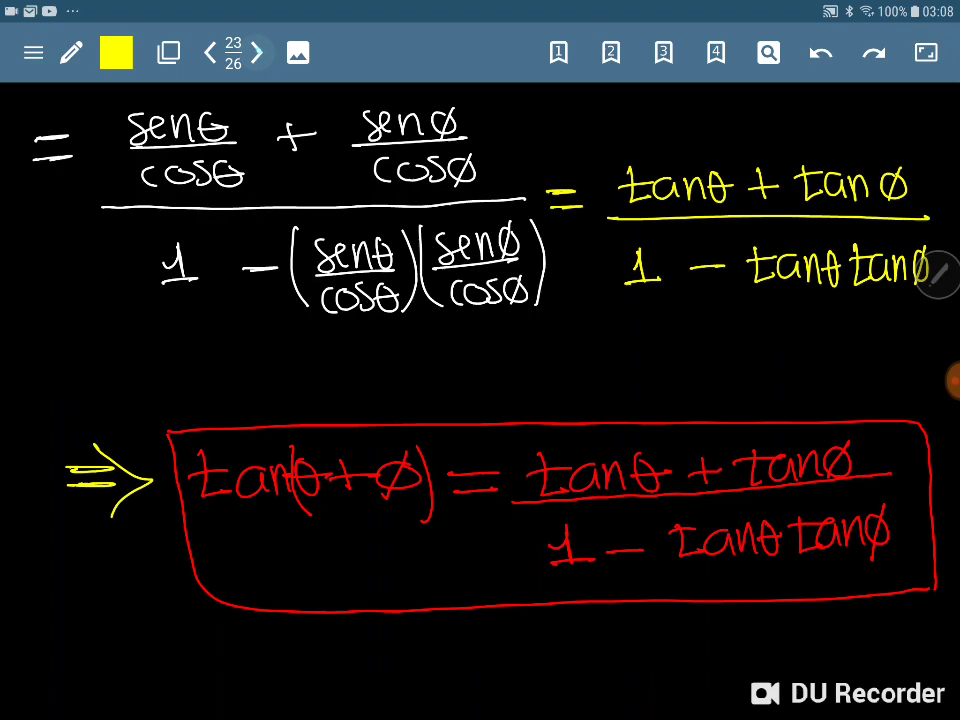 100% 03:08
23
26
1 2 3 4
= senθ/cosθ + senø/cosø
1 - (senθ/cosθ)(senø/cosø)
= tanθ + tanø
1 - tanθ tanø
⇒ tan(θ+ø) = tanθ + tanø
1 - tanθ tanø
DU Recorder